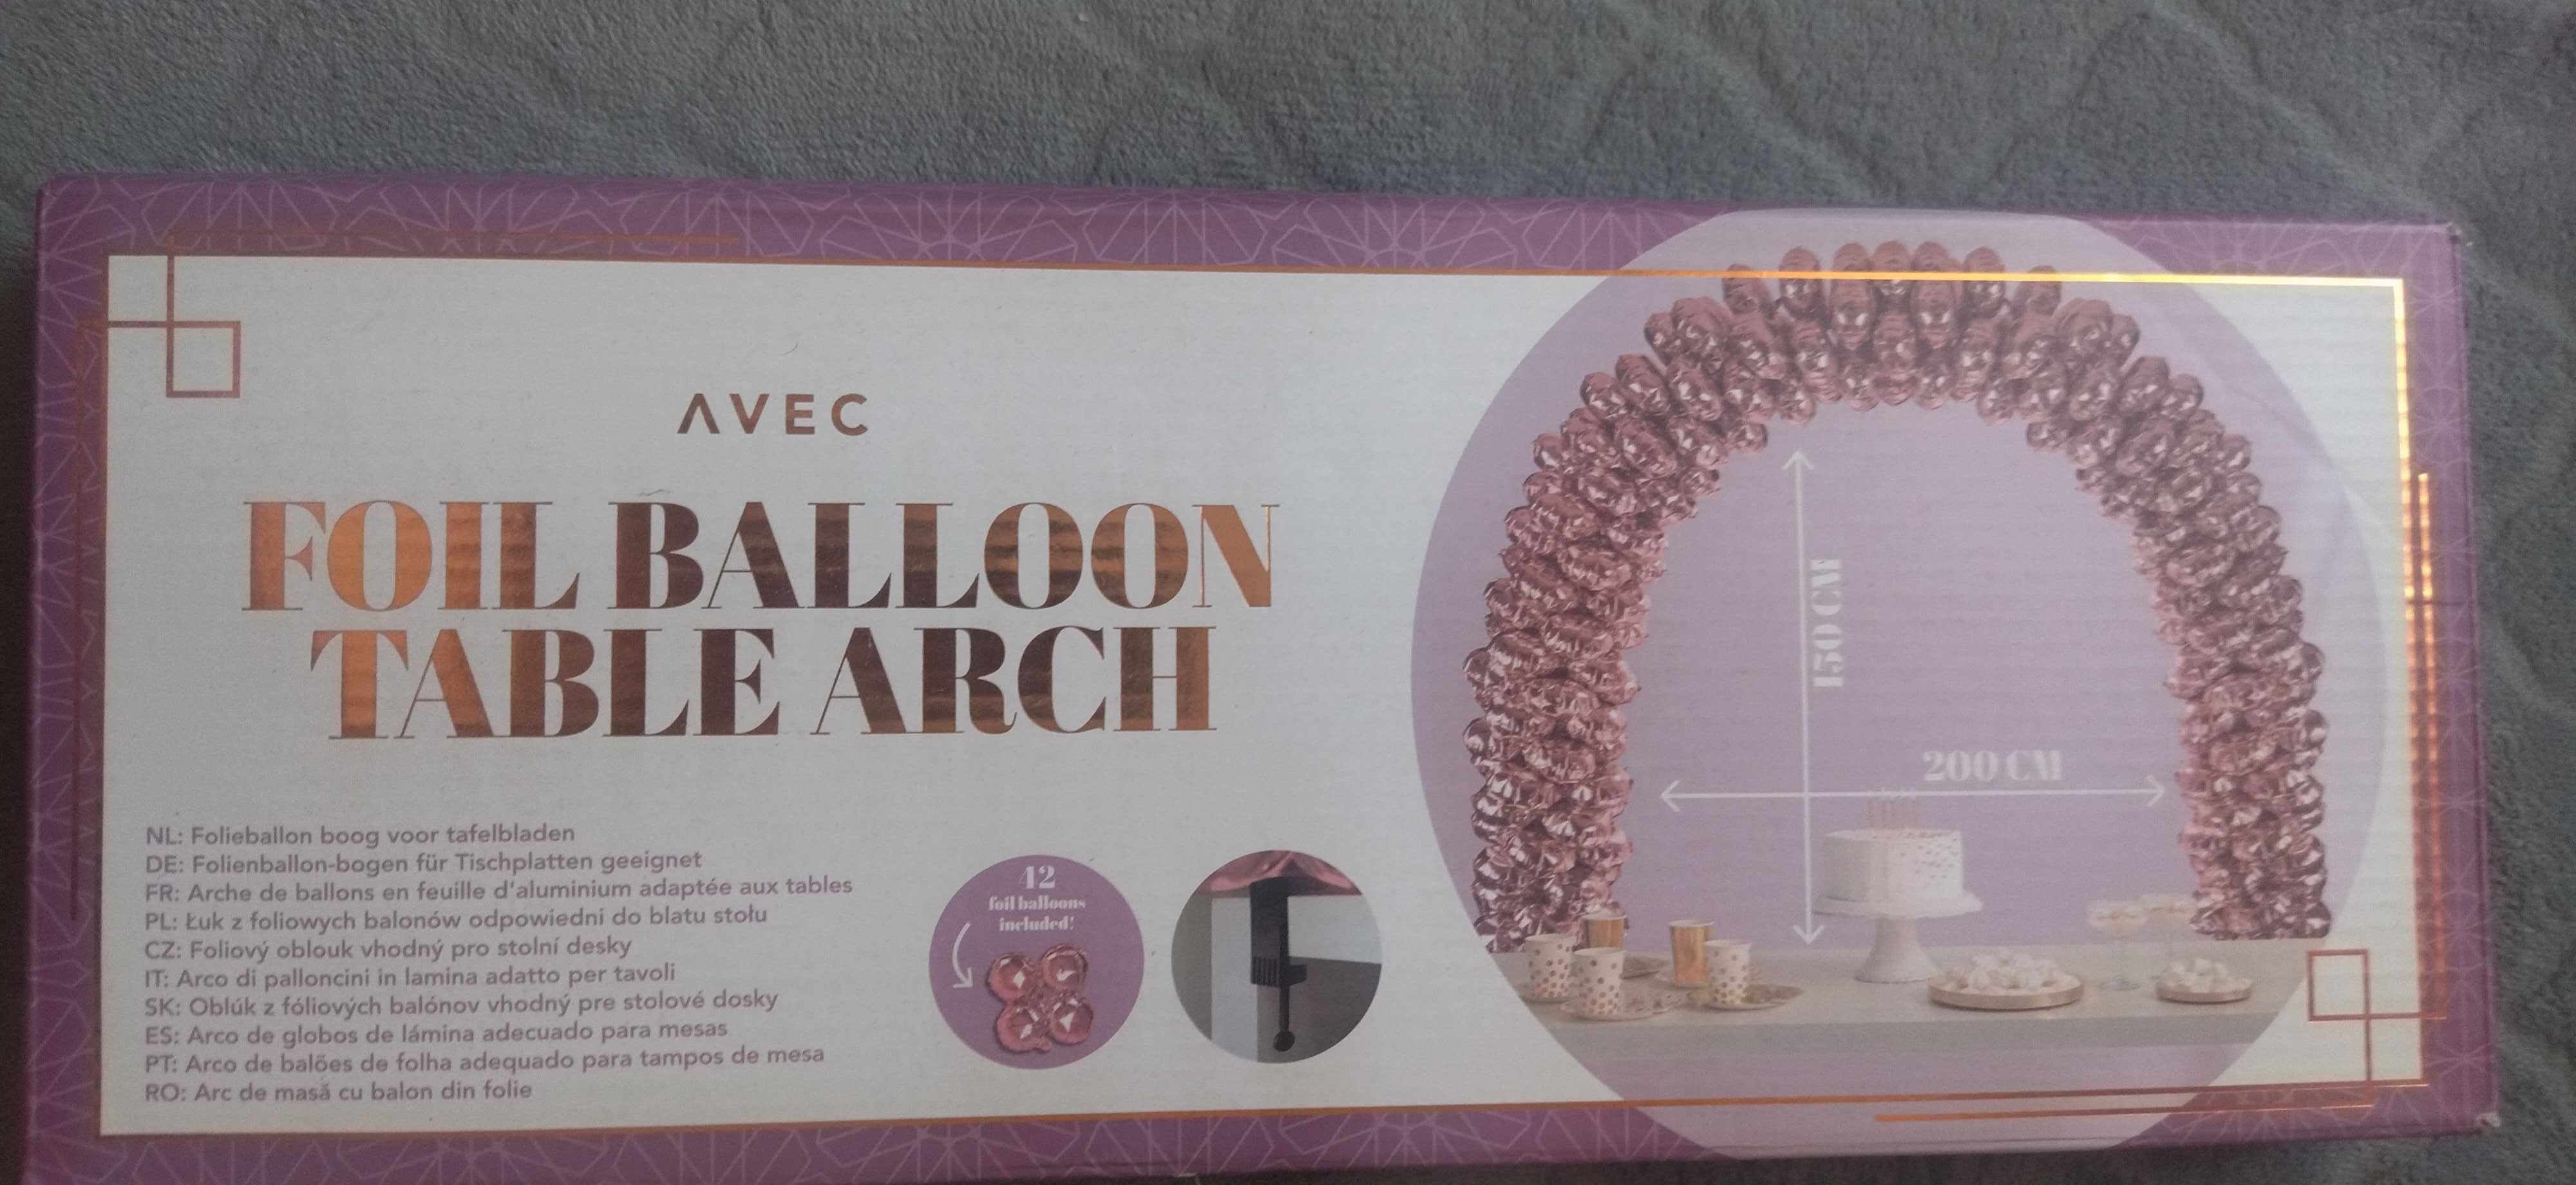 AVEC
FOIL BALLOON
TABLE ARCH
NL: Folieballon boog voor tafelbladen
DE: Folienballon-bogen für Tischplatten geeignet
FR: Arche de ballons en feuille d'aluminium adaptée aux tables
PL: Łuk z foliowych balonów odpowiedni do blatu stołu
CZ: Foliový oblouk vhodný pro stolní desky
IT: Arco di palloncini in lamina adatto per tavoli
SK: Oblúk z fóliových balónov vhodný pre stolové dosky
ES: Arco de globos de lámina adecuado para mesas
PT: Arco de balões de folha adequado para tampos de mesa
RO: Arc de masă cu balon din folie
42
foil balloons
included!
150 CM
200 CM